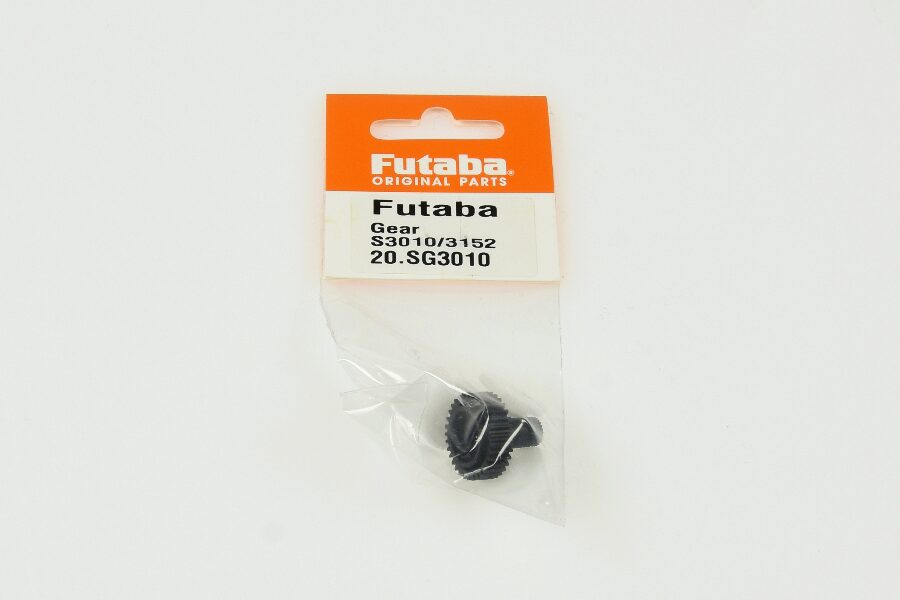 Futaba®
ORIGINAL PARTS
Futaba
Gear
S3010/3152
20.SG3010